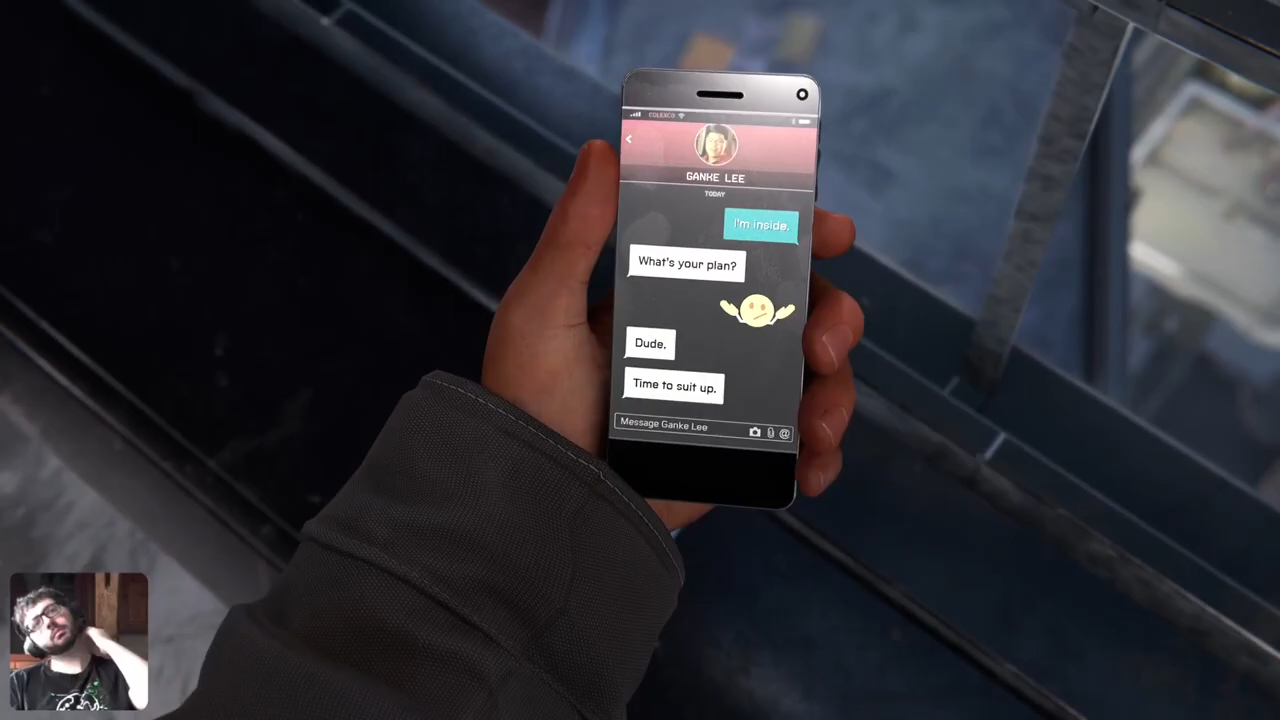 COLEXCO
GANKE LEE
TODAY
I'm inside.
What's your plan?
Dude.
Time to suit up.
Message Ganke Lee
@